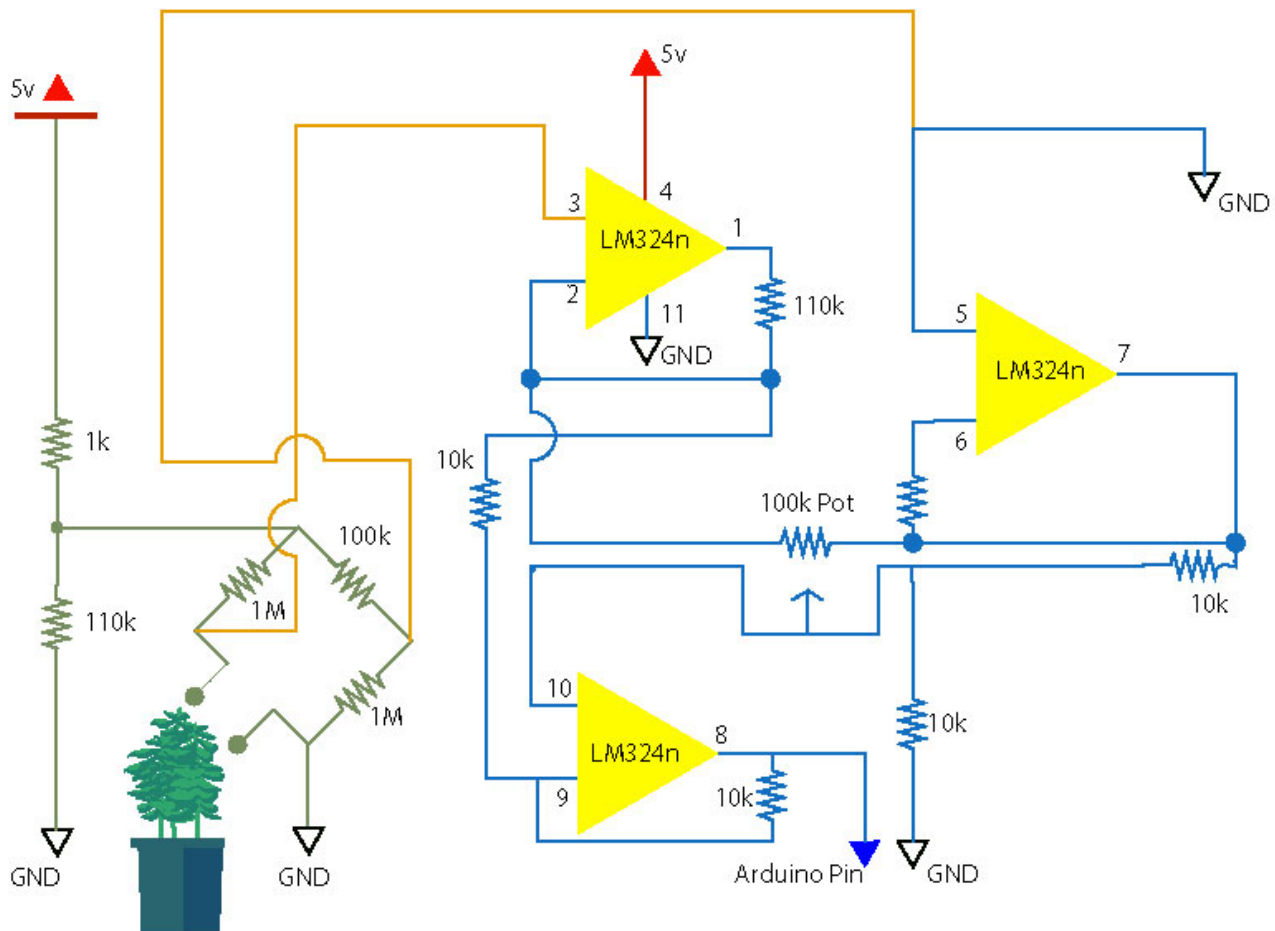 5v
5v
3
4
LM324n
1
2
11
GND
110k
GND
5
LM324n
7
6
1k
10k
100k Pot
100k
1M
110k
10k
1M
10
LM324n
8
9
10k
10k
GND
GND
Arduino Pin
GND